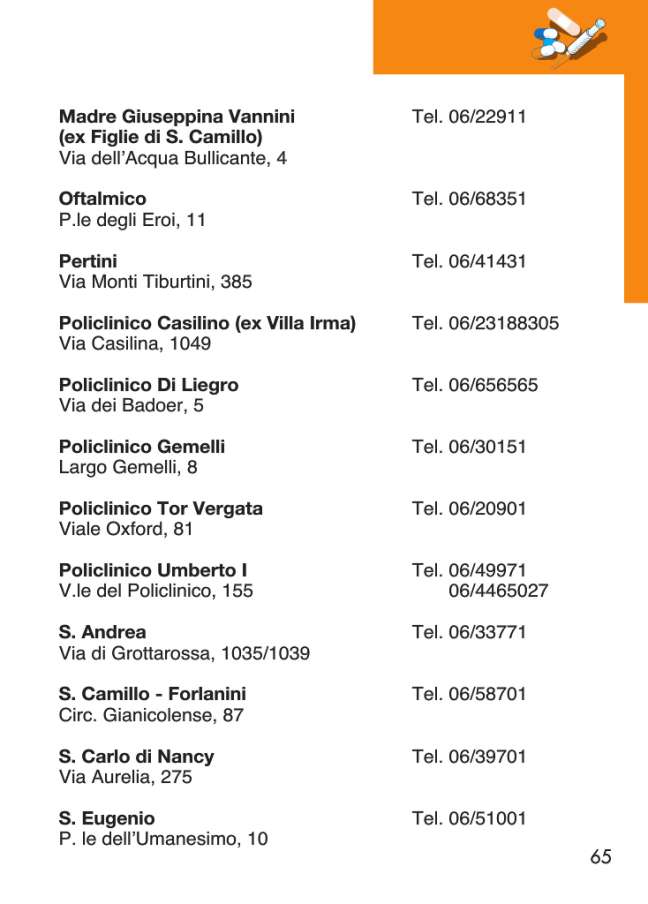 Madre Giuseppina Vannini Tel. 06/22911
(ex Figlie di S. Camillo)
Via dell'Acqua Bullicante, 4
Oftalmico Tel. 06/68351
P.le degli Eroi, 11
Pertini Tel. 06/41431
Via Monti Tiburtini, 385
Policlinico Casilino (ex Villa Irma) Tel. 06/23188305
Via Casilina, 1049
Policlinico Di Liegro Tel. 06/656565
Via dei Badoer, 5
Policlinico Gemelli Tel. 06/30151
Largo Gemelli, 8
Policlinico Tor Vergata Tel. 06/20901
Viale Oxford, 81
Policlinico Umberto I Tel. 06/49971
V.le del Policlinico, 155 06/4465027
S. Andrea Tel. 06/33771
Via di Grottarossa, 1035/1039
S. Camillo - Forlanini Tel. 06/58701
Circ. Gianicolense, 87
S. Carlo di Nancy Tel. 06/39701
Via Aurelia, 275
S. Eugenio Tel. 06/51001
P. le dell'Umanesimo, 10
65